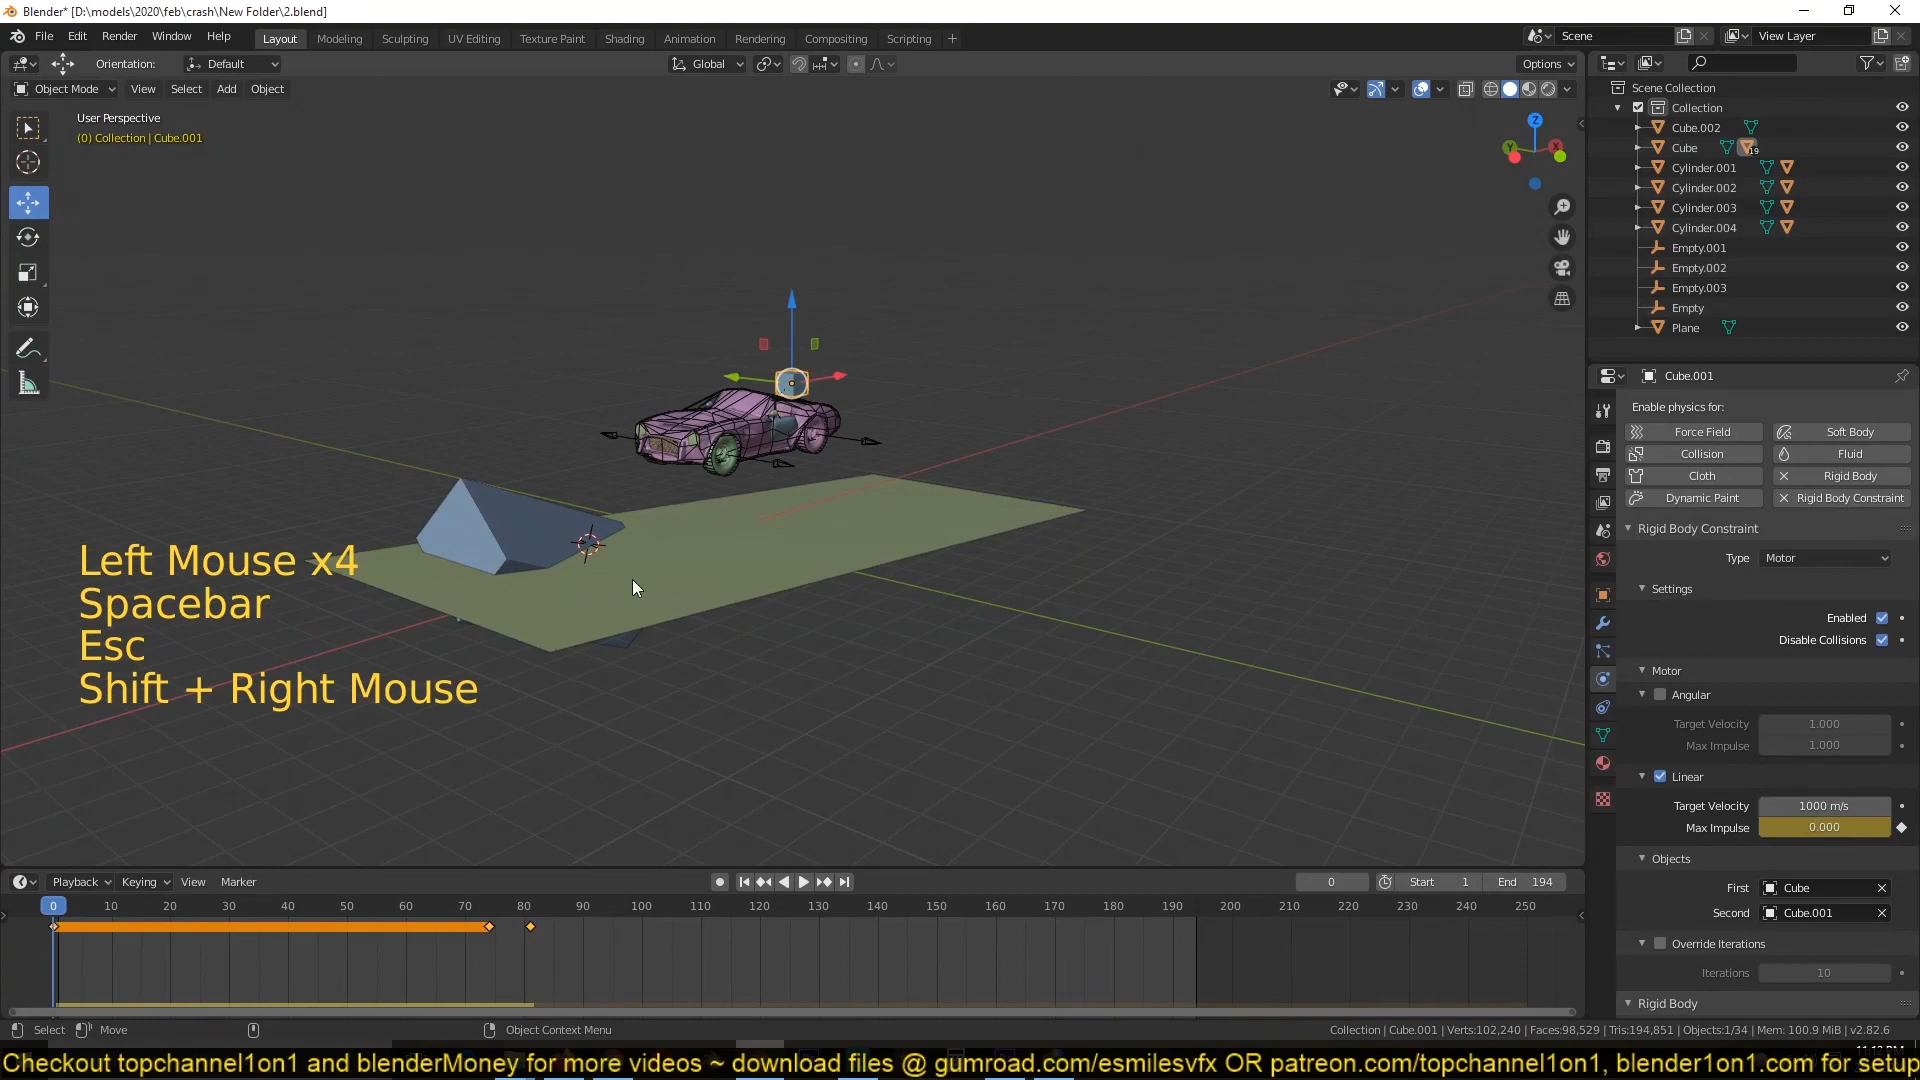 Blender* [D:\models\2020\feb\crash\New Folder\2.blend]
File Edit Render Window Help
Layout Modeling Sculpting UV Editing Texture Paint Shading Animation Rendering Compositing Scripting +
Scene
View Layer
Orientation: Default
Global
Options
Object Mode View Select Add Object
User Perspective
(0) Collection | Cube.001
Z
Y
X
Scene Collection
Collection
Cube.002
Cube
19
Cylinder.001
Cylinder.002
Cylinder.003
Cylinder.004
Empty.001
Empty.002
Empty.003
Empty
Plane
Cube.001
Enable physics for:
Force Field Soft Body
Collision Fluid
Cloth Rigid Body
Dynamic Paint Rigid Body Constraint
Rigid Body Constraint
Type Motor
Settings
Enabled
Disable Collisions
Motor
Angular
Target Velocity 1.000
Max Impulse 1.000
Linear
Target Velocity 1000 m/s
Max Impulse 0.000
Objects
First Cube
Second Cube.001
Override Iterations
Iterations 10
Rigid Body
Left Mouse x4
Spacebar
Esc
Shift + Right Mouse
Playback Keying View Marker
0 Start 1 End 194
0 10 20 30 40 50 60 70 80 90 100 110 120 130 140 150 160 170 180 190 200 210 220 230 240 250
Select Move Object Context Menu
Collection | Cube.001 | Verts:102,240 | Faces:98,529 | Tris:194,851 | Objects:1/34 | Mem: 100.9 MiB | v2.82.6
Checkout topchannel1on1 and blenderMoney for more videos ~ download files @ gumroad.com/esmilesvfx OR patreon.com/topchannel1on1, blender1on1.com for setup